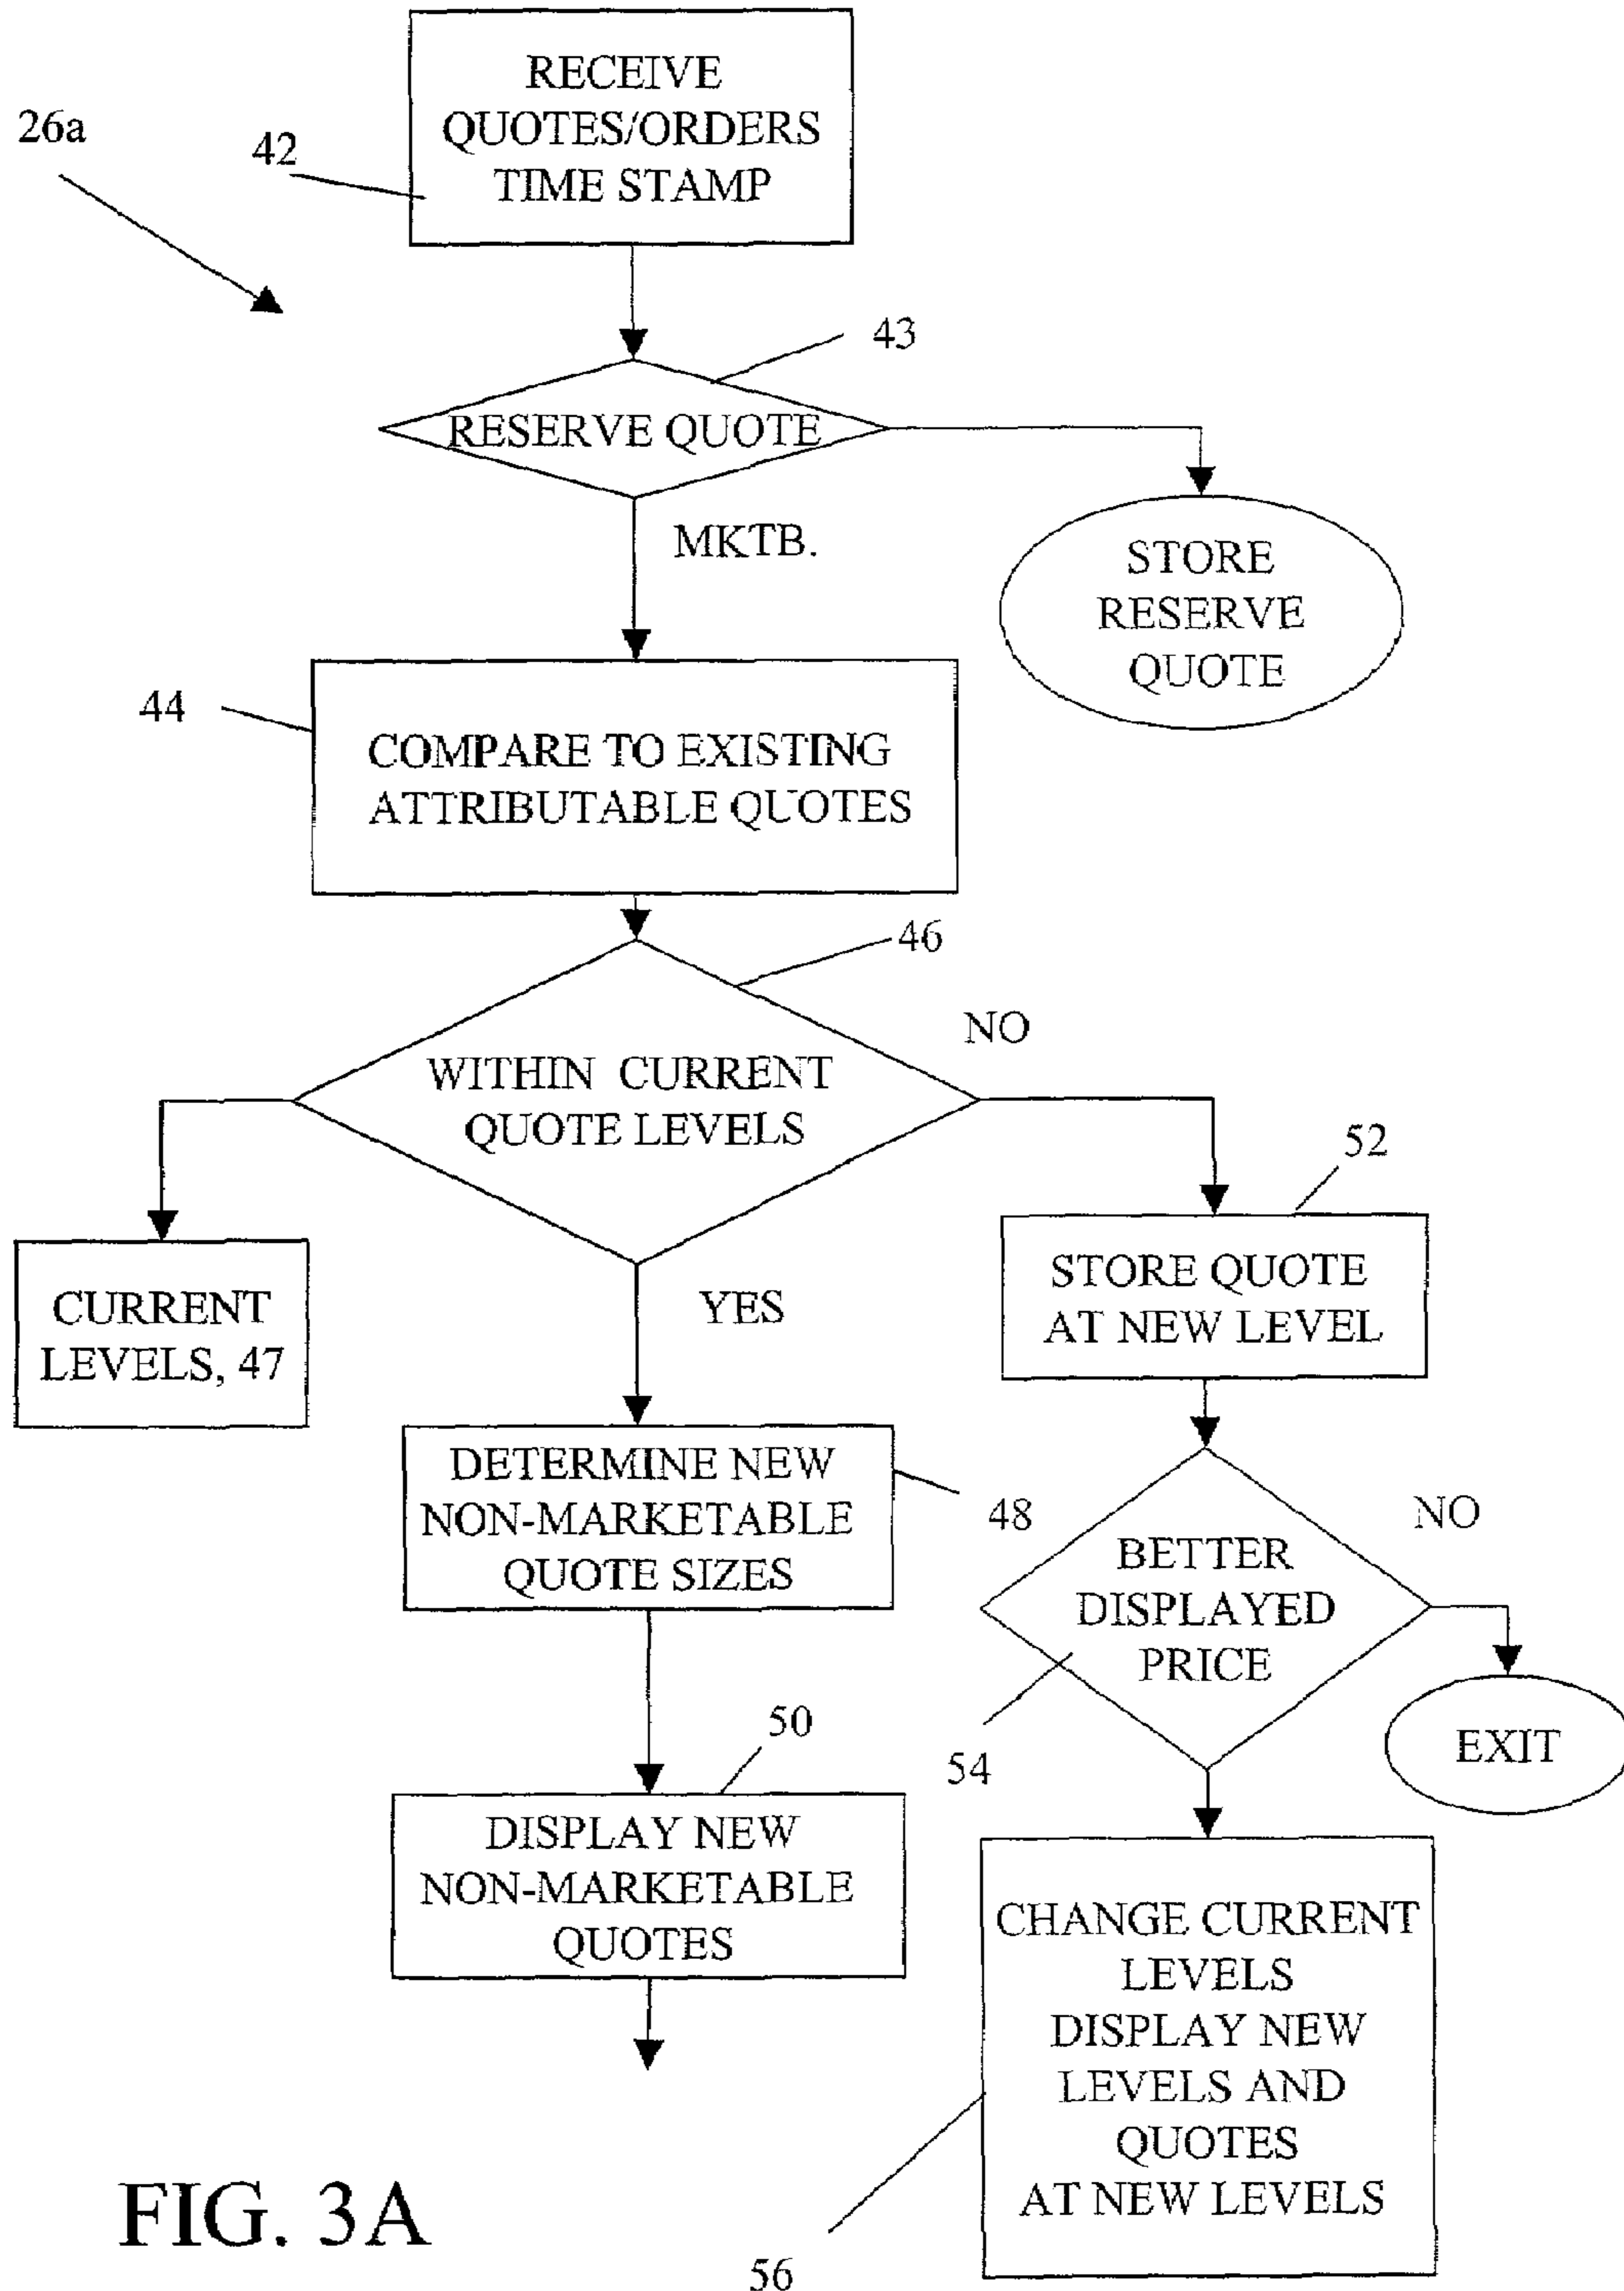 RECEIVE
QUOTES/ORDERS
TIME STAMP
26a
42
43
RESERVE QUOTE
MKTB.
STORE
RESERVE
QUOTE
44
COMPARE TO EXISTING
ATTRIBUTABLE QUOTES
46
NO
WITHIN CURRENT
QUOTE LEVELS
52
CURRENT
LEVELS, 47
YES
STORE QUOTE
AT NEW LEVEL
DETERMINE NEW
NON-MARKETABLE
QUOTE SIZES
48
NO
BETTER
DISPLAYED
PRICE
50
54
EXIT
DISPLAY NEW
NON-MARKETABLE
QUOTES
CHANGE CURRENT
LEVELS
DISPLAY NEW
LEVELS AND
QUOTES
AT NEW LEVELS
FIG. 3A
56